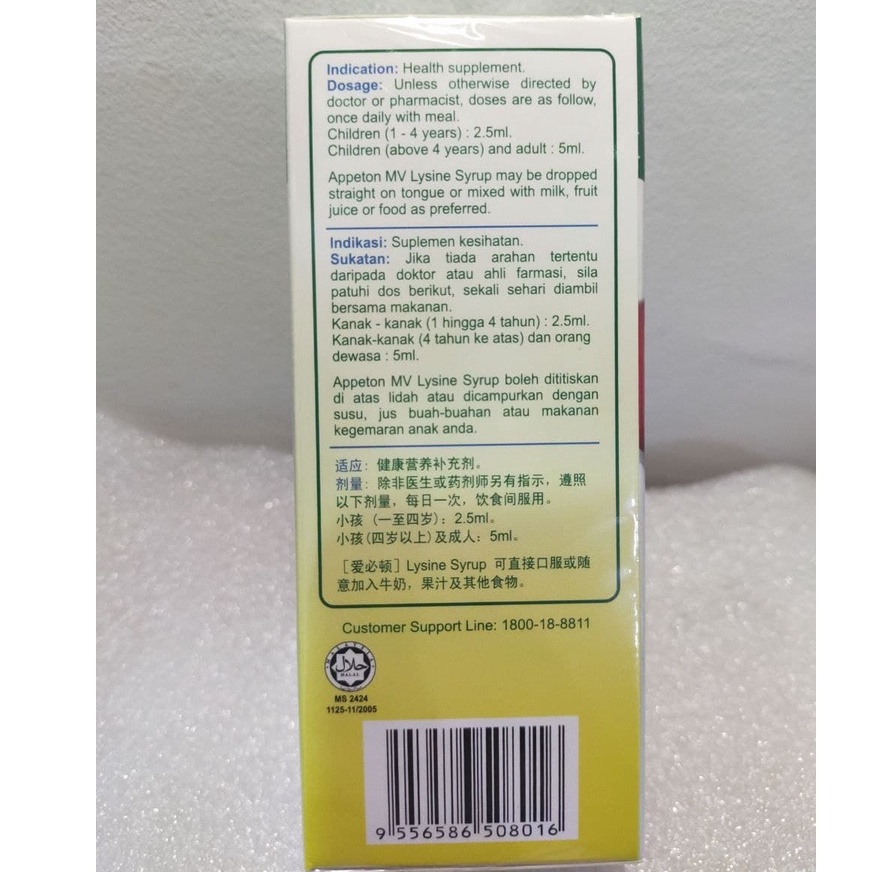 Indication: Health supplement.
Dosage: Unless otherwise directed by
doctor or pharmacist, doses are as follow,
once daily with meal.
Children (1 - 4 years) : 2.5ml.
Children (above 4 years) and adult : 5ml.
Appeton MV Lysine Syrup may be dropped
straight on tongue or mixed with milk, fruit
juice or food as preferred.
Indikasi: Suplemen kesihatan.
Sukatan: Jika tiada arahan tertentu
daripada doktor atau ahli farmasi, sila
patuhi dos berikut, sekali sehari diambil
bersama makanan.
Kanak - kanak (1 hingga 4 tahun) : 2.5ml.
Kanak-kanak (4 tahun ke atas) dan orang
dewasa : 5ml.
Appeton MV Lysine Syrup boleh dititiskan
di atas lidah atau dicampurkan dengan
susu, jus buah-buahan atau makanan
kegemaran anak anda.
适应：健康营养补充剂。
剂量：除非医生或药剂师另有指示，遵照
以下剂量，每日一次，饮食间服用。
小孩（一至四岁）：2.5ml。
小孩(四岁以上)及成人：5ml。
［爱必顿］Lysine Syrup 可直接口服或随
意加入牛奶，果汁及其他食物。
Customer Support Line: 1800-18-8811
حلال
HALAL
MS 2424
1125-11/2005
9 556586 508016